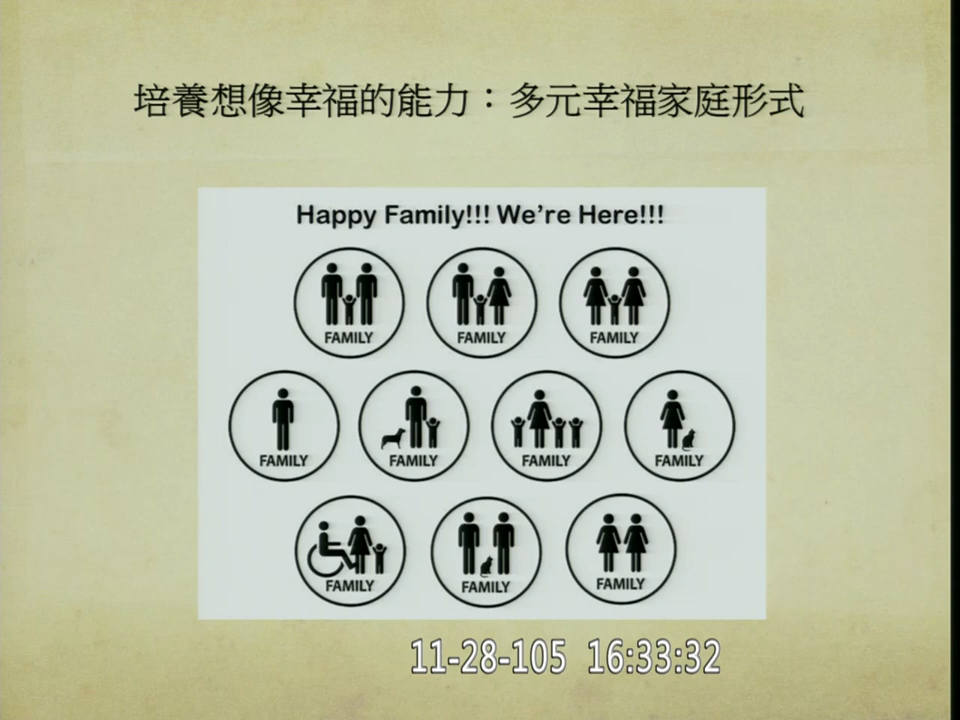 培養想像幸福的能力：多元幸福家庭形式
Happy Family!!! We're Here!!!
FAMILY FAMILY FAMILY
FAMILY FAMILY FAMILY FAMILY
FAMILY FAMILY FAMILY
11-28-105 16:33:32